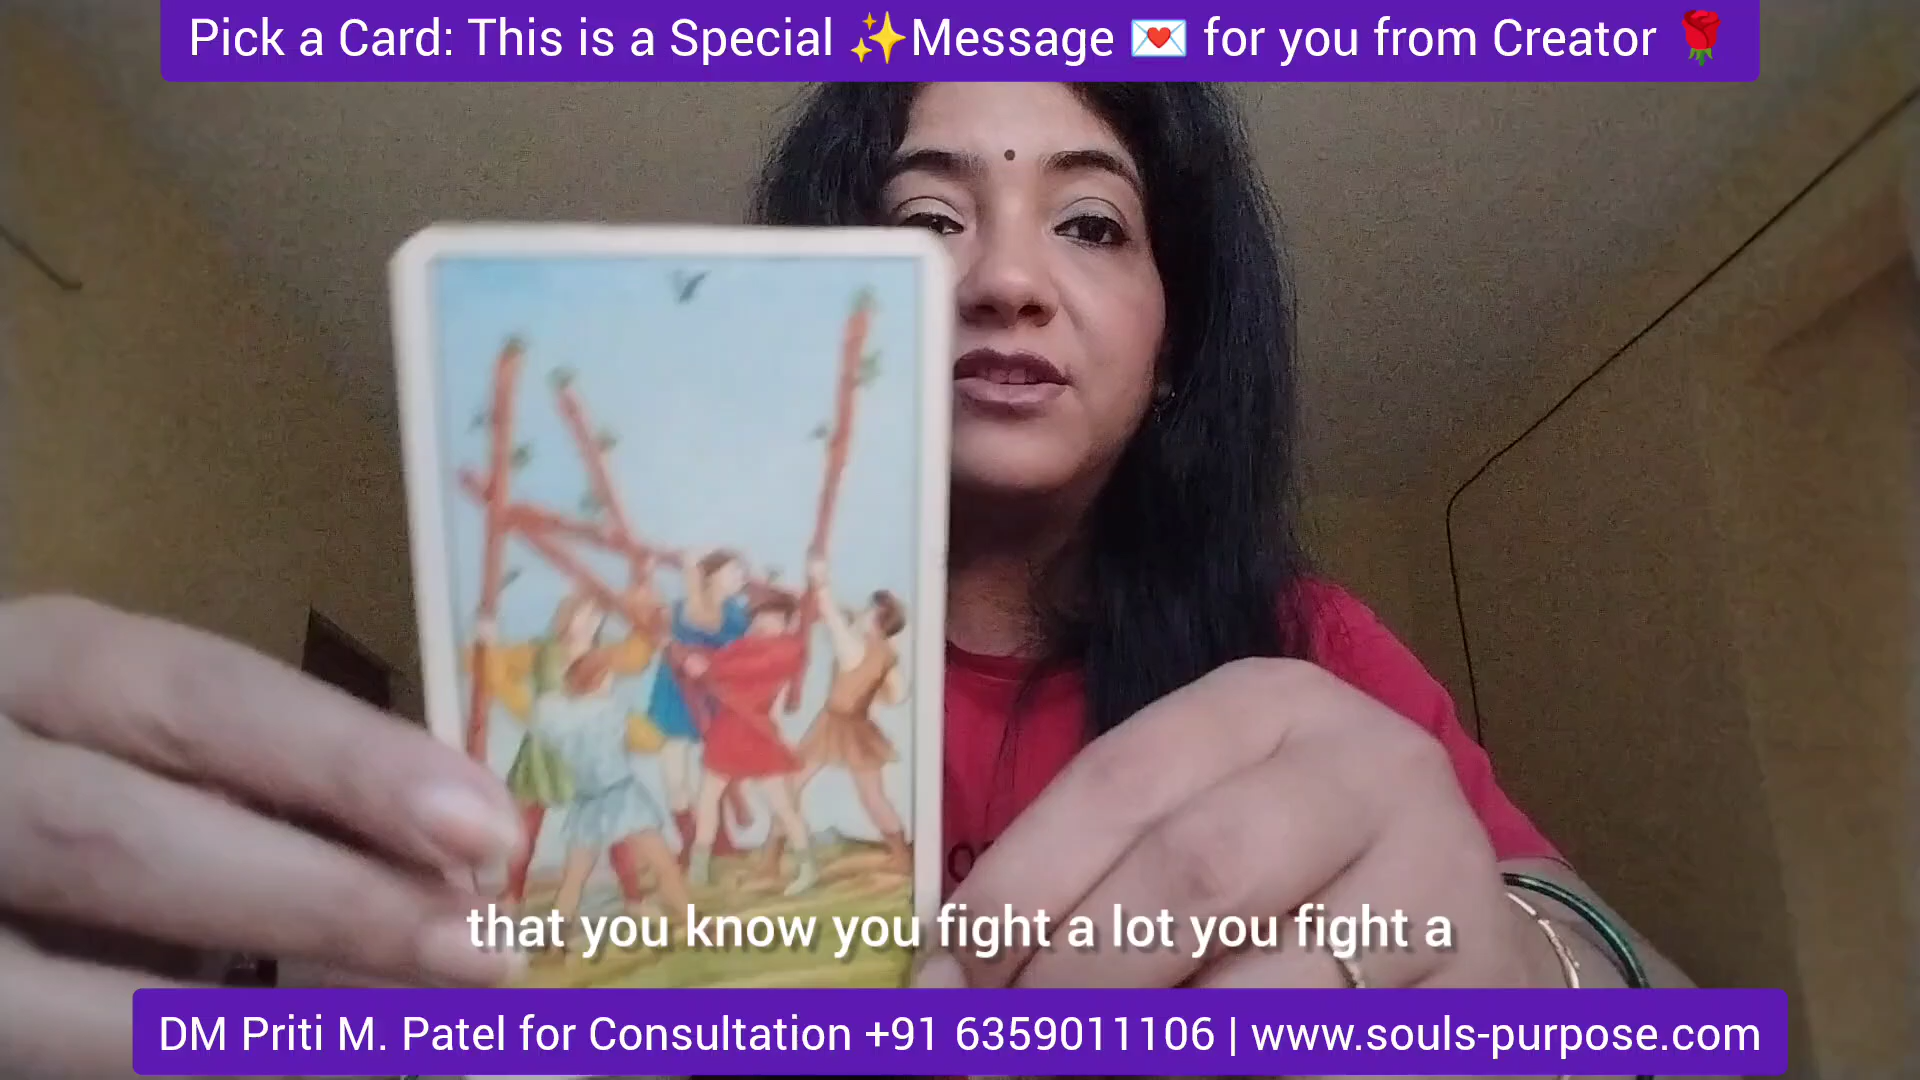 Pick a Card: This is a Special ✨Message 💌 for you from Creator 🌹
that you know you fight a lot you fight a
DM Priti M. Patel for Consultation +91 6359011106 | www.souls-purpose.com